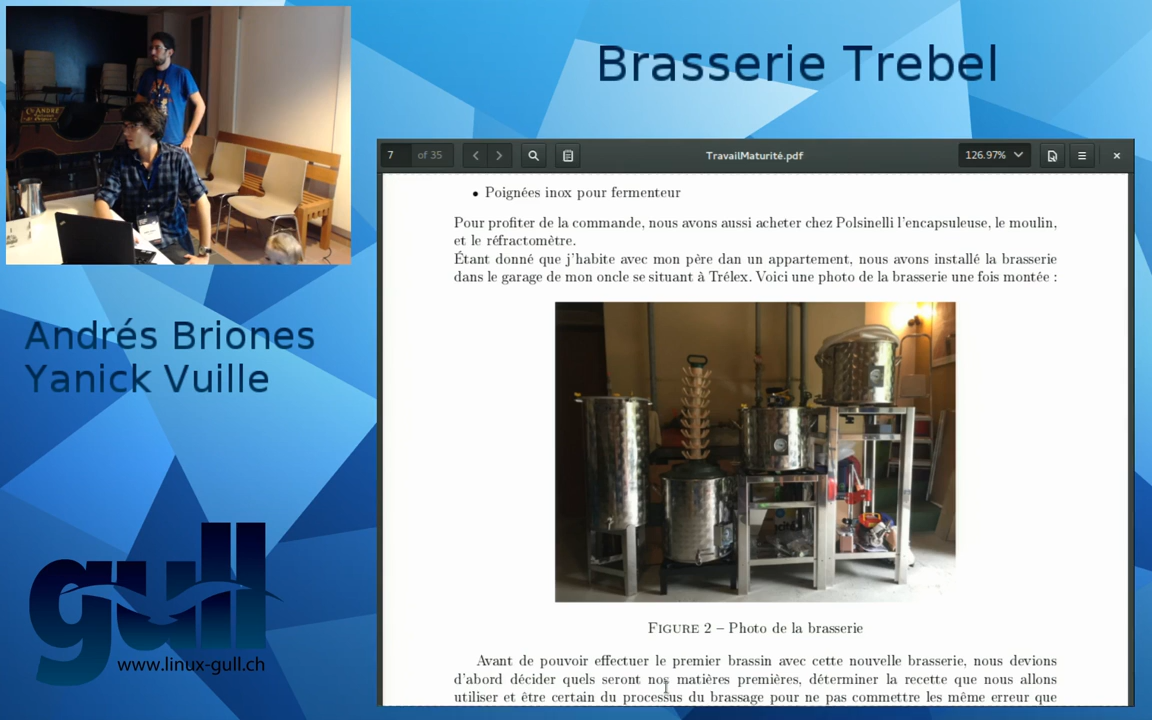 Brasserie Trebel
Andrés Briones
Yanick Vuille
gull
www.linux-gull.ch
7 of 35
TravailMaturité.pdf
126.97%
• Poignées inox pour fermenteur
Pour profiter de la commande, nous avons aussi acheter chez Polsinelli l'encapsuleuse, le moulin,
et le réfractomètre.
Étant donné que j'habite avec mon père dan un appartement, nous avons installé la brasserie
dans le garage de mon oncle se situant à Trélex. Voici une photo de la brasserie une fois montée :
FIGURE 2 – Photo de la brasserie
Avant de pouvoir effectuer le premier brassin avec cette nouvelle brasserie, nous devions
d'abord décider quels seront nos matières premières, déterminer la recette que nous allons
utiliser et être certain du processus du brassage pour ne pas commettre les même erreur que